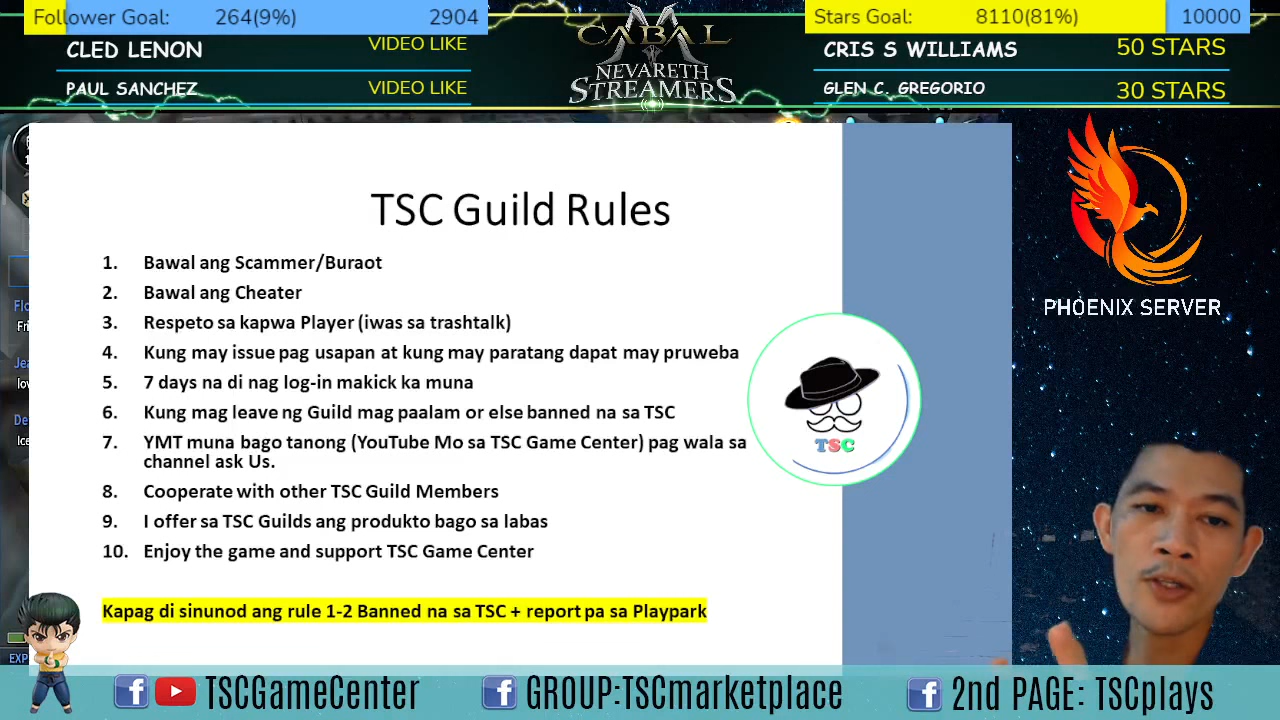 Follower Goal: 264(9%) 2904
Stars Goal: 8110(81%) 10000
CLED LENON VIDEO LIKE
PAUL SANCHEZ VIDEO LIKE
CABAL
NEVARETH
STREAMERS
CRIS S WILLIAMS 50 STARS
GLEN C. GREGORIO 30 STARS
PHOENIX SERVER
TSC Guild Rules
1. Bawal ang Scammer/Buraot
2. Bawal ang Cheater
3. Respeto sa kapwa Player (iwas sa trashtalk)
4. Kung may issue pag usapan at kung may paratang dapat may pruweba
5. 7 days na di nag log-in makick ka muna
6. Kung mag leave ng Guild mag paalam or else banned na sa TSC
7. YMT muna bago tanong (YouTube Mo sa TSC Game Center) pag wala sa
channel ask Us.
8. Cooperate with other TSC Guild Members
9. I offer sa TSC Guilds ang produkto bago sa labas
10. Enjoy the game and support TSC Game Center
TSC
Kapag di sinunod ang rule 1-2 Banned na sa TSC + report pa sa Playpark
EXP
TSCGameCenter
GROUP:TSCmarketplace
2nd PAGE: TSCplays